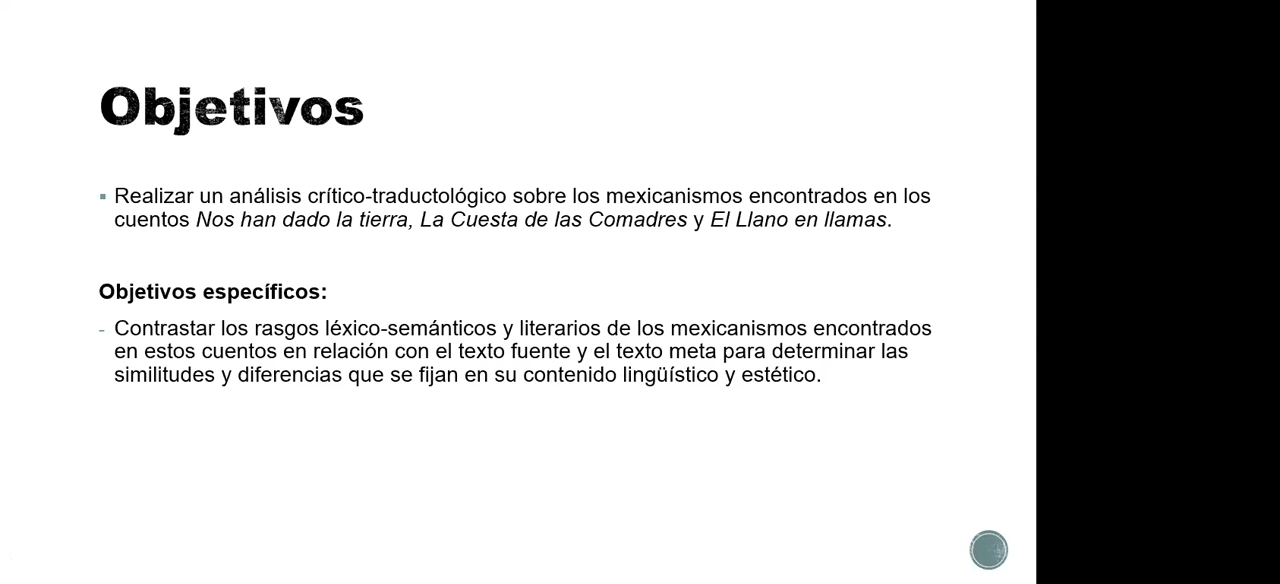 Objetivos
▪ Realizar un análisis crítico-traductológico sobre los mexicanismos encontrados en los
cuentos Nos han dado la tierra, La Cuesta de las Comadres y El Llano en llamas.
Objetivos específicos:
- Contrastar los rasgos léxico-semánticos y literarios de los mexicanismos encontrados
en estos cuentos en relación con el texto fuente y el texto meta para determinar las
similitudes y diferencias que se fijan en su contenido lingüístico y estético.